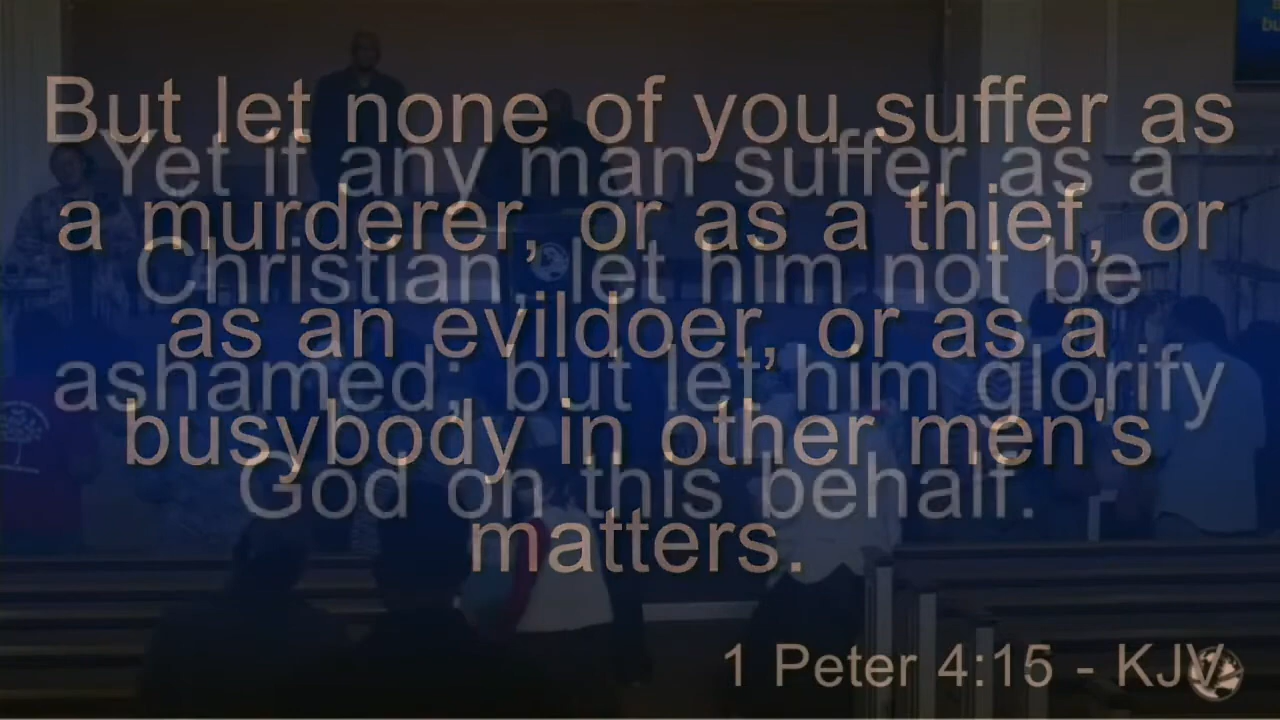 But let none of you suffer as
a murderer, or as a thief, or
as an evildoer, or as a
busybody in other men's
matters.
Yet if any man suffer as a
Christian, let him not be
ashamed; but let him glorify
God on this behalf.
1 Peter 4:15 - KJV